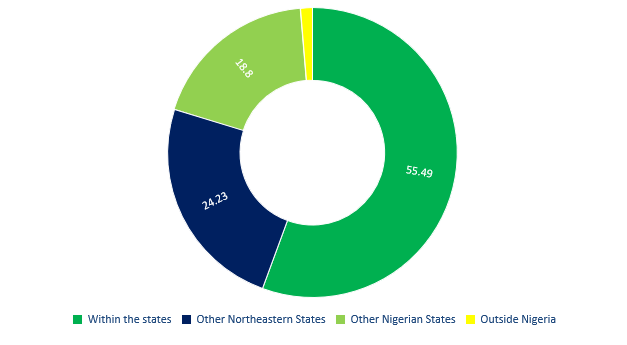 18.8
55.49
24.23
Within the states Other Northeastern States Other Nigerian States Outside Nigeria